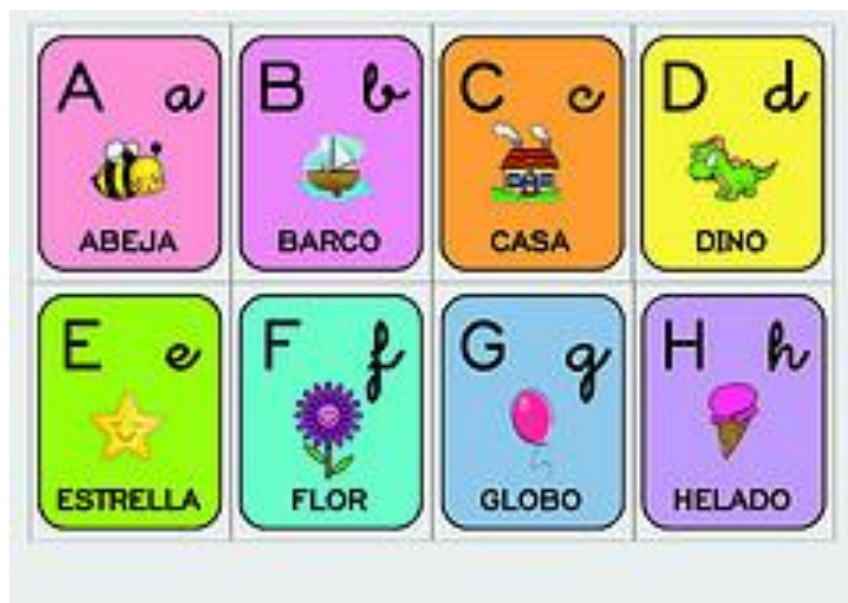 A a
ABEJA
B b
BARCO
C c
CASA
D d
DINO
E e
ESTRELLA
F f
FLOR
G g
GLOBO
H h
HELADO